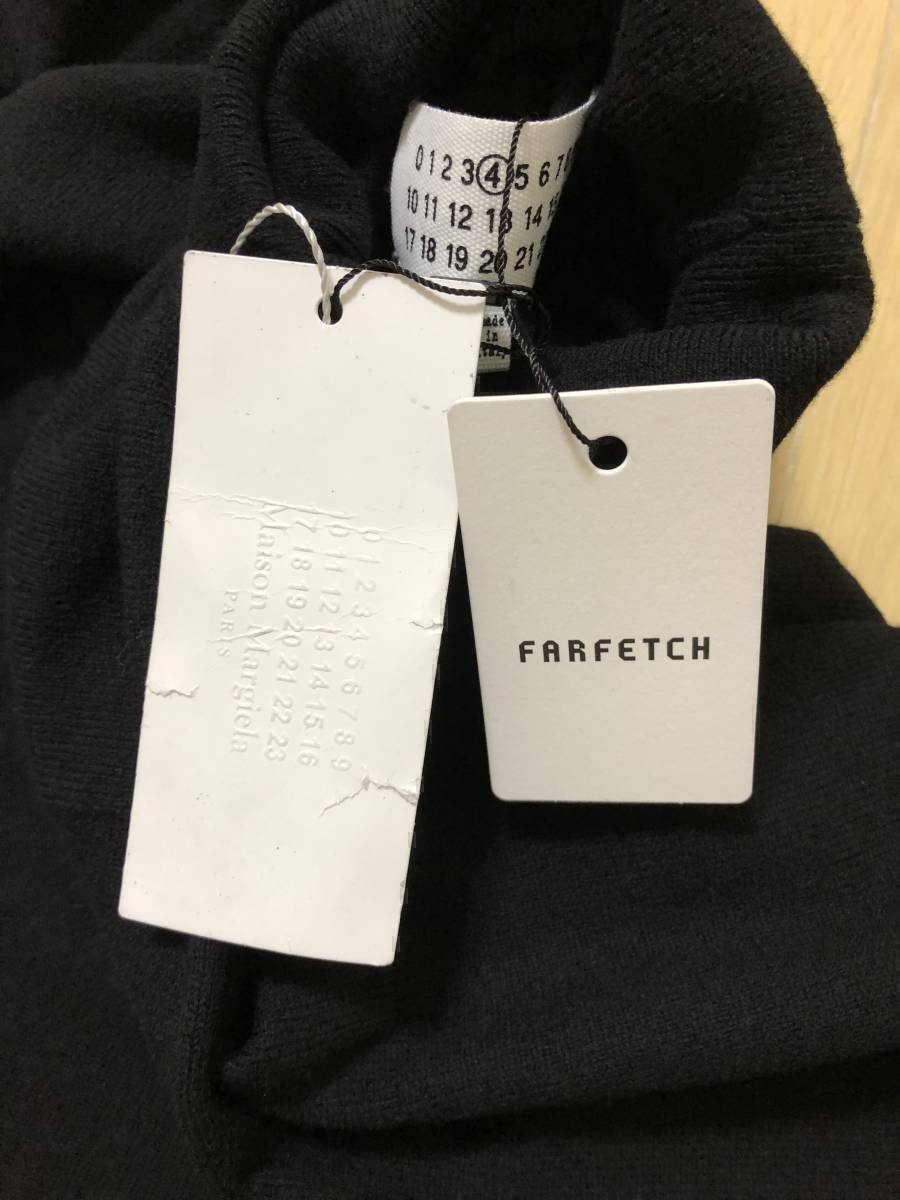 0 1 2 3 4 5 6 7 8
10 11 12 13 14 15
17 18 19 20 21
made
in
Italy
0 1 2 3 4 5 6 7 8 9
10 11 12 13 14 15 16
17 18 19 20 21 22 23
Maison Margiela
PARIS
FARFETCH